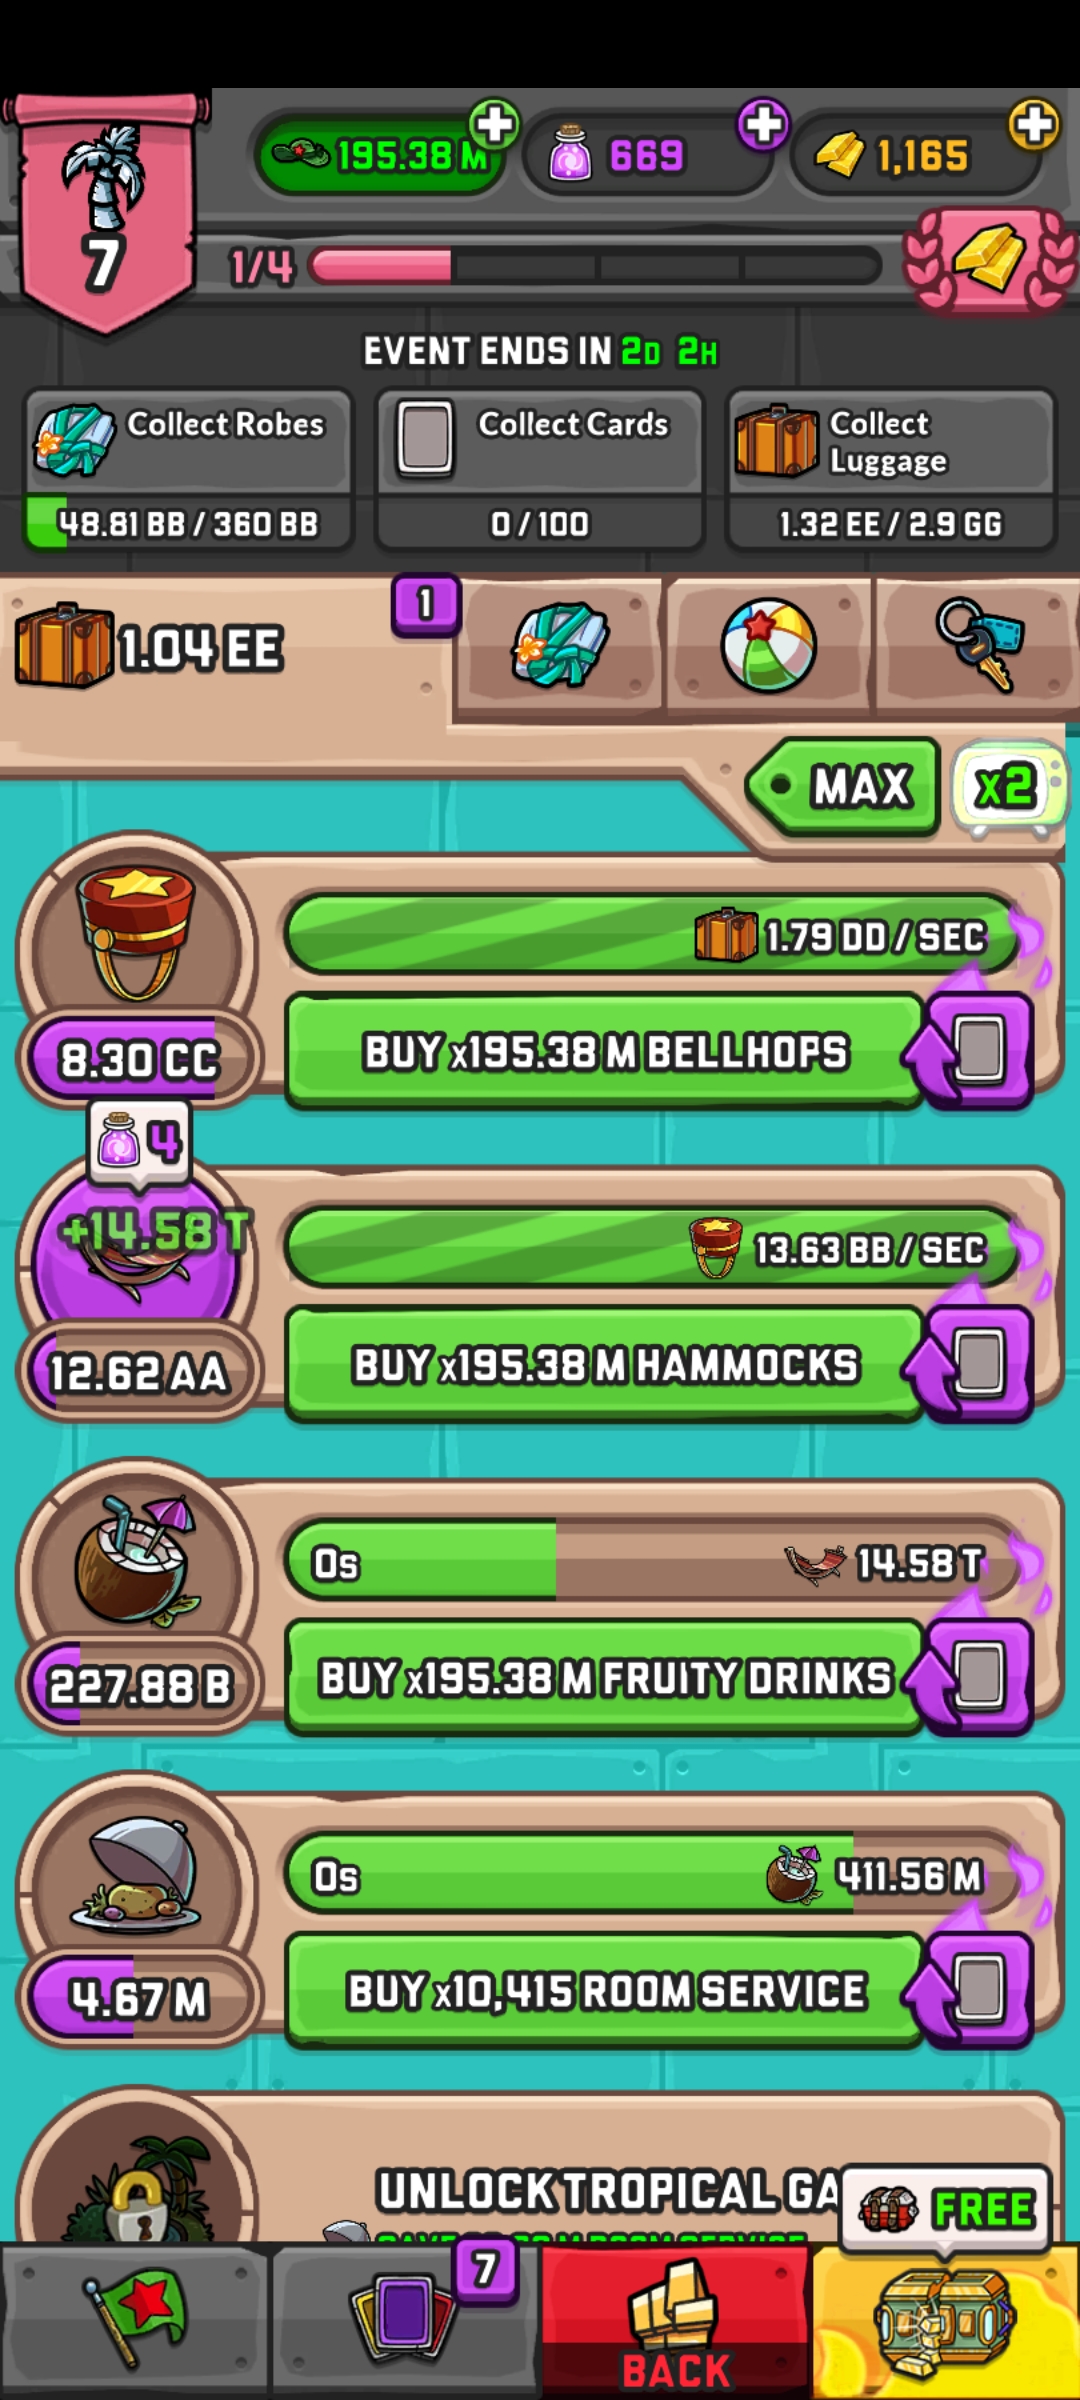 195.38 M
669
1,165
7
1/4
EVENT ENDS IN 2D 2H
Collect Robes
48.81 BB / 360 BB
Collect Cards
0 / 100
Collect
Luggage
1.32 EE / 2.9 GG
1.04 EE
1
MAX
x2
1.79 DD / SEC
8.30 CC
BUY x195.38 M BELLHOPS
4
+14.58 T
13.63 BB / SEC
12.62 AA
BUY x195.38 M HAMMOCKS
0s
14.58 T
227.88 B
BUY x195.38 M FRUITY DRINKS
0s
411.56 M
4.67 M
BUY x10,415 ROOM SERVICE
UNLOCK TROPICAL GA
FREE
7
BACK